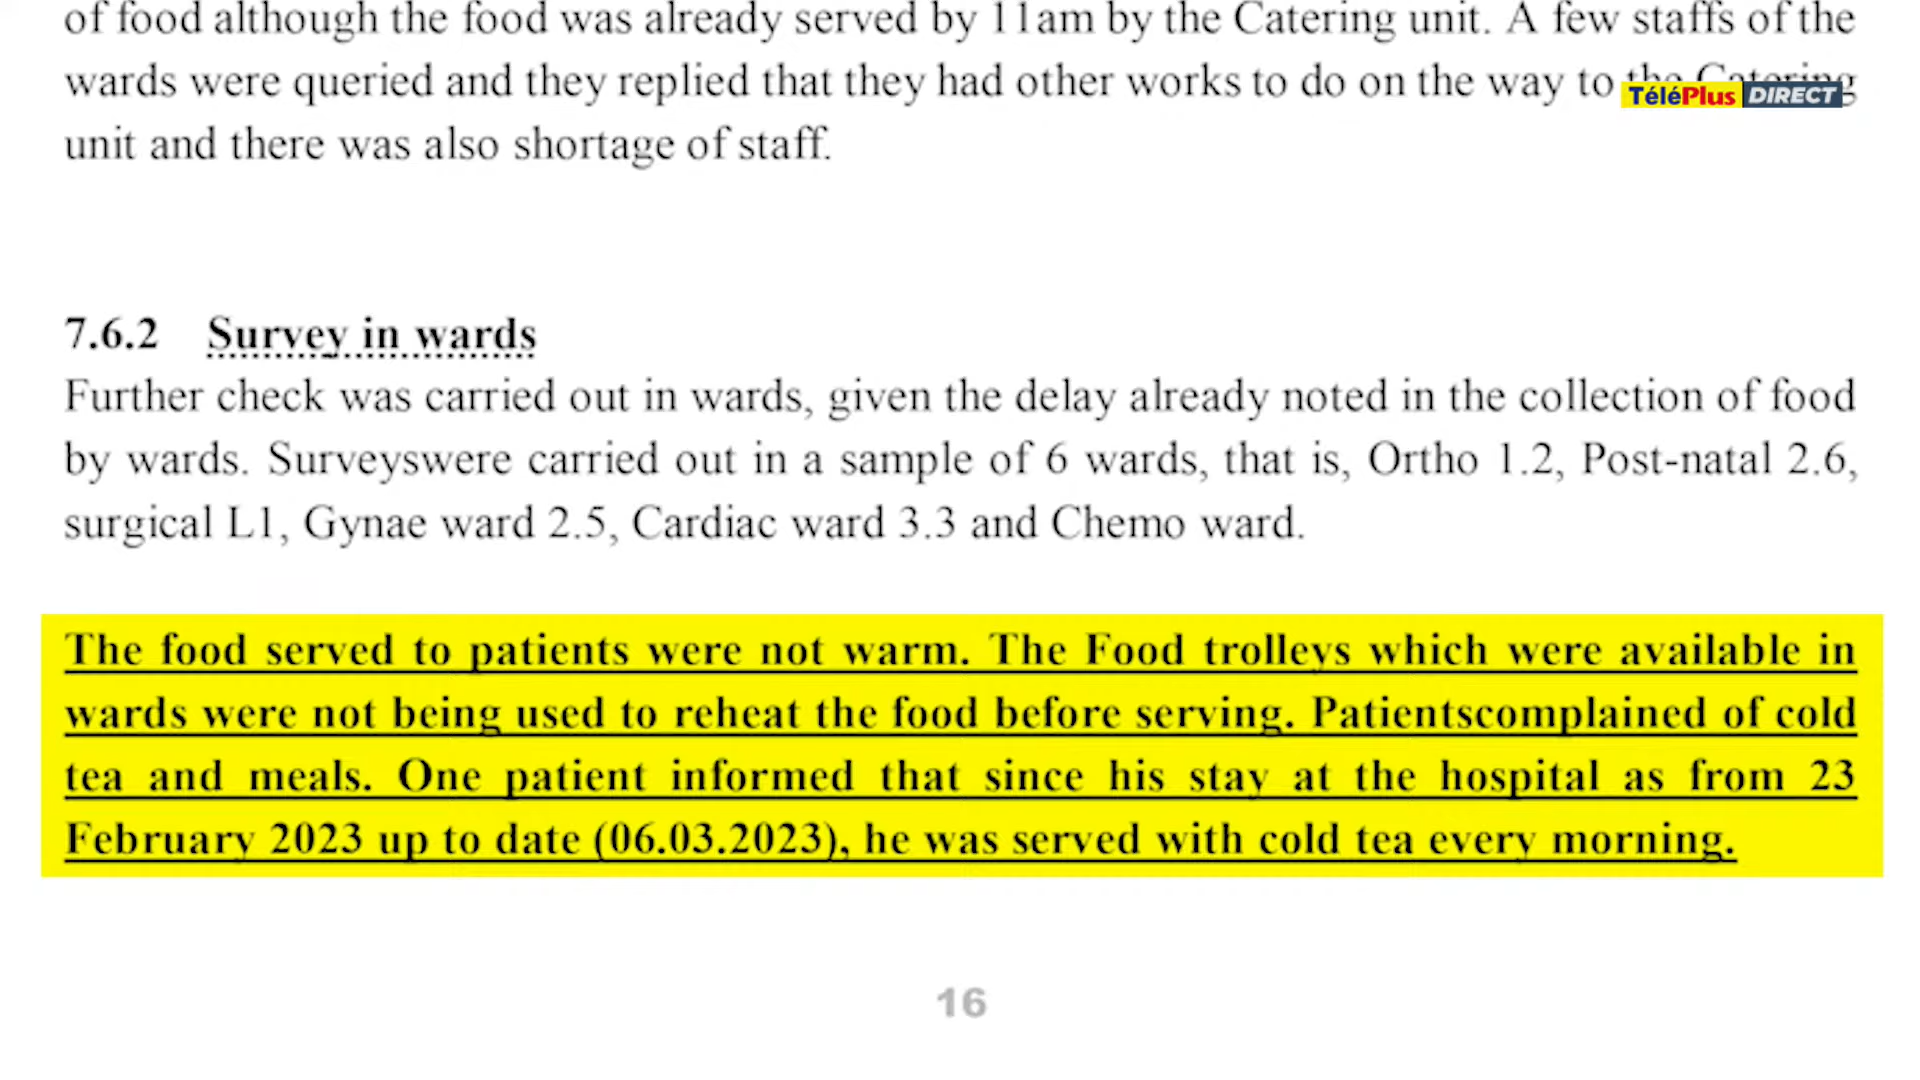 of food although the food was already served by 11am by the Catering unit. A few staffs of the
wards were queried and they replied that they had other works to do on the way to the Catering
TéléPlus DIRECT
unit and there was also shortage of staff.
7.6.2 Survey in wards
Further check was carried out in wards, given the delay already noted in the collection of food
by wards. Surveyswere carried out in a sample of 6 wards, that is, Ortho 1.2, Post-natal 2.6,
surgical L1, Gynae ward 2.5, Cardiac ward 3.3 and Chemo ward.
The food served to patients were not warm. The Food trolleys which were available in
wards were not being used to reheat the food before serving. Patientscomplained of cold
tea and meals. One patient informed that since his stay at the hospital as from 23
February 2023 up to date (06.03.2023), he was served with cold tea every morning.
16